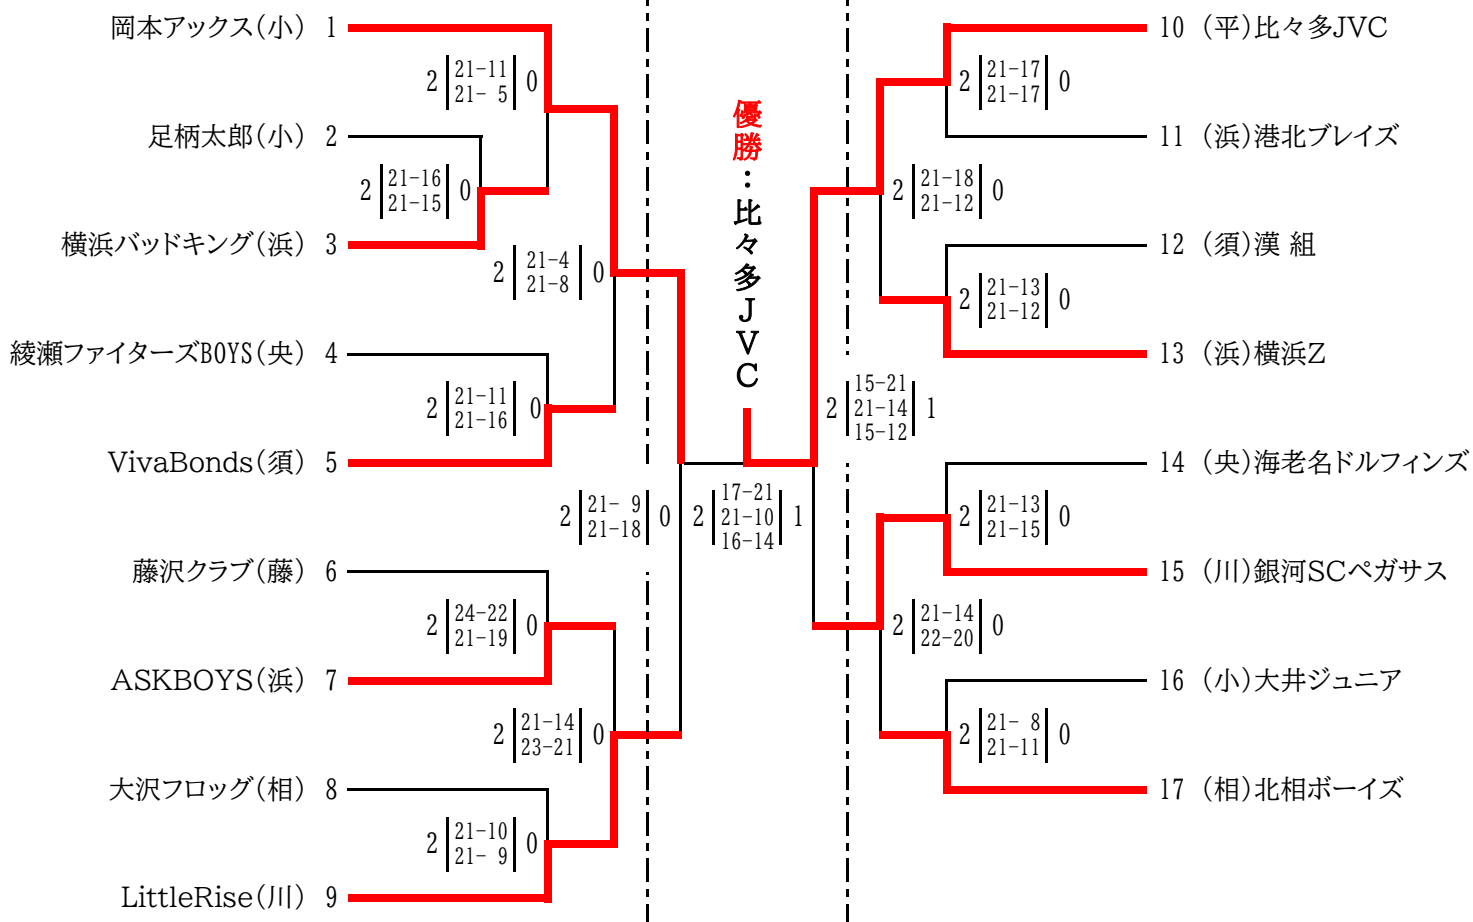 岡本アックス(小) 1
2 21-11 0
21- 5
足柄太郎(小) 2
2 21-16 0
21-15
横浜バッドキング(浜) 3
2 21-4 0
21-8
綾瀬ファイターズBOYS(央) 4
2 21-11 0
21-16
VivaBonds(須) 5
2 21- 9 0
21-18
藤沢クラブ(藤) 6
2 24-22 0
21-19
ASKBOYS(浜) 7
2 21-14 0
23-21
大沢フロッグ(相) 8
2 21-10 0
21- 9
LittleRise(川) 9
優勝：比々多JVC
2 17-21 1
21-10
16-14
10 (平)比々多JVC
2 21-17 0
21-17
11 (浜)港北ブレイズ
2 21-18 0
21-12
12 (須)漢 組
2 21-13 0
21-12
13 (浜)横浜Z
2 15-21 1
21-14
15-12
14 (央)海老名ドルフィンズ
2 21-13 0
21-15
15 (川)銀河SCペガサス
2 21-14 0
22-20
16 (小)大井ジュニア
2 21- 8 0
21-11
17 (相)北相ボーイズ